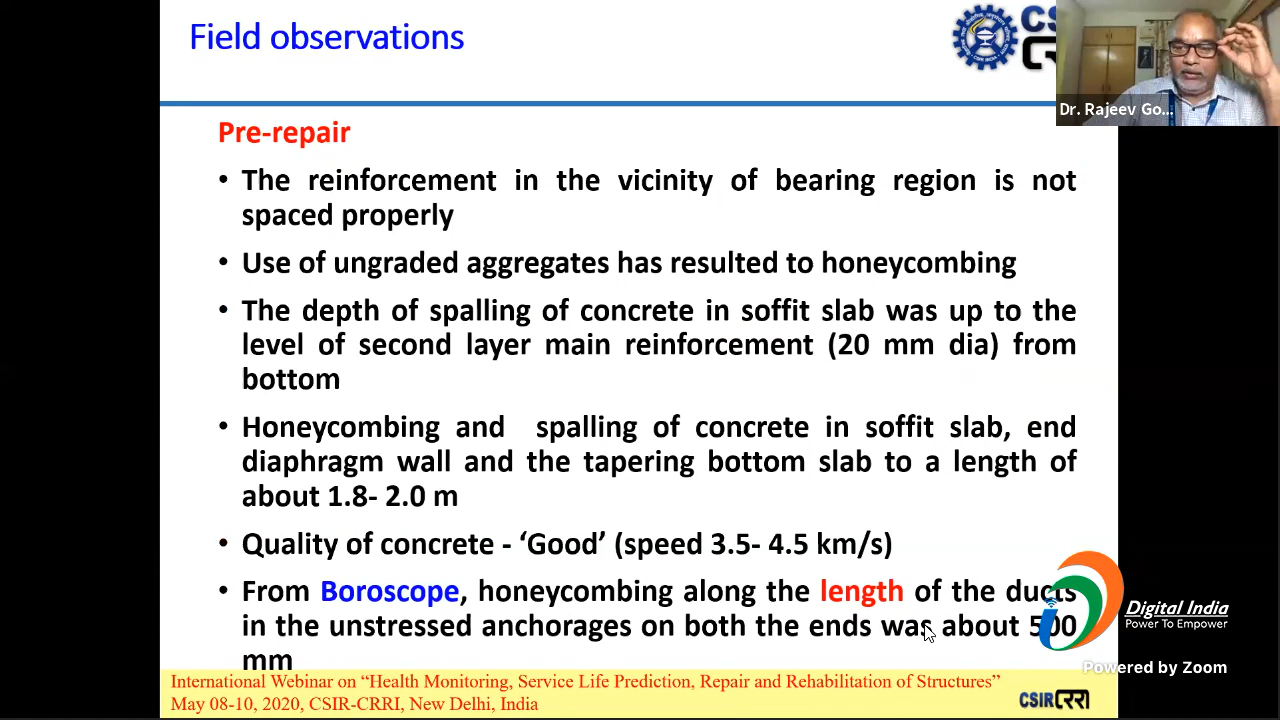 Field observations
CS
CR
Dr. Rajeev Go...
Pre-repair
• The reinforcement in the vicinity of bearing region is not
spaced properly
• Use of ungraded aggregates has resulted to honeycombing
• The depth of spalling of concrete in soffit slab was up to the
level of second layer main reinforcement (20 mm dia) from
bottom
• Honeycombing and spalling of concrete in soffit slab, end
diaphragm wall and the tapering bottom slab to a length of
about 1.8- 2.0 m
• Quality of concrete - ‘Good’ (speed 3.5- 4.5 km/s)
• From Boroscope, honeycombing along the length of the ducts
in the unstressed anchorages on both the ends was about 500
mm
Digital India
Power To Empower
Powered by Zoom
International Webinar on “Health Monitoring, Service Life Prediction, Repair and Rehabilitation of Structures”
May 08-10, 2020, CSIR-CRRI, New Delhi, India
CSIR CRRI